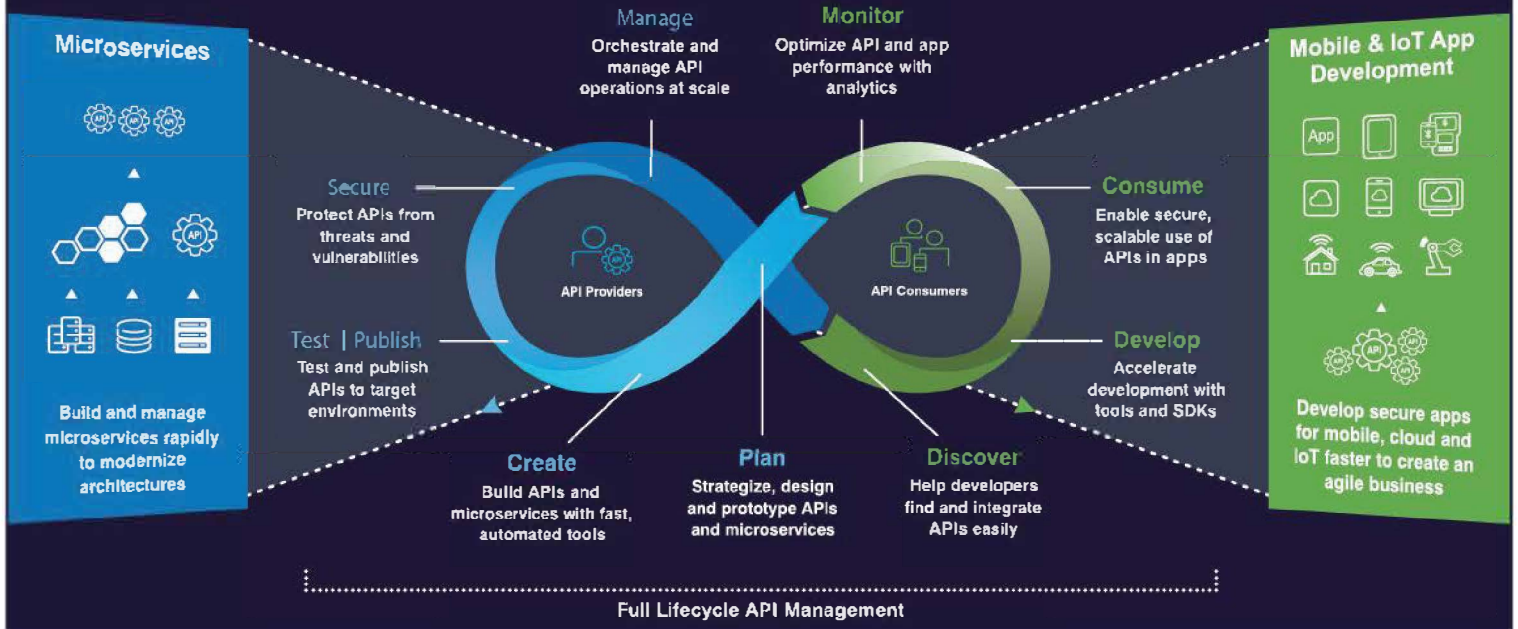 Microservices
API API API
API
Build and manage
microservices rapidly
to modernize
architectures
Manage
Orchestrate and
manage API
operations at scale
Monitor
Optimize API and app
performance with
analytics
Secure
Protect APIs from
threats and
vulnerabilities
Consume
Enable secure,
scalable use of
APIs in apps
API
API Providers
API Consumers
Test | Publish
Test and publish
APIs to target
environments
Develop
Accelerate
development with
tools and SDKs
Create
Build APIs and
microservices with fast,
automated tools
Plan
Strategize, design
and prototype APIs
and microservices
Discover
Help developers
find and integrate
APIs easily
Full Lifecycle API Management
Mobile & IoT App
Development
App
API API API API
Develop secure apps
for mobile, cloud and
IoT faster to create an
agile business